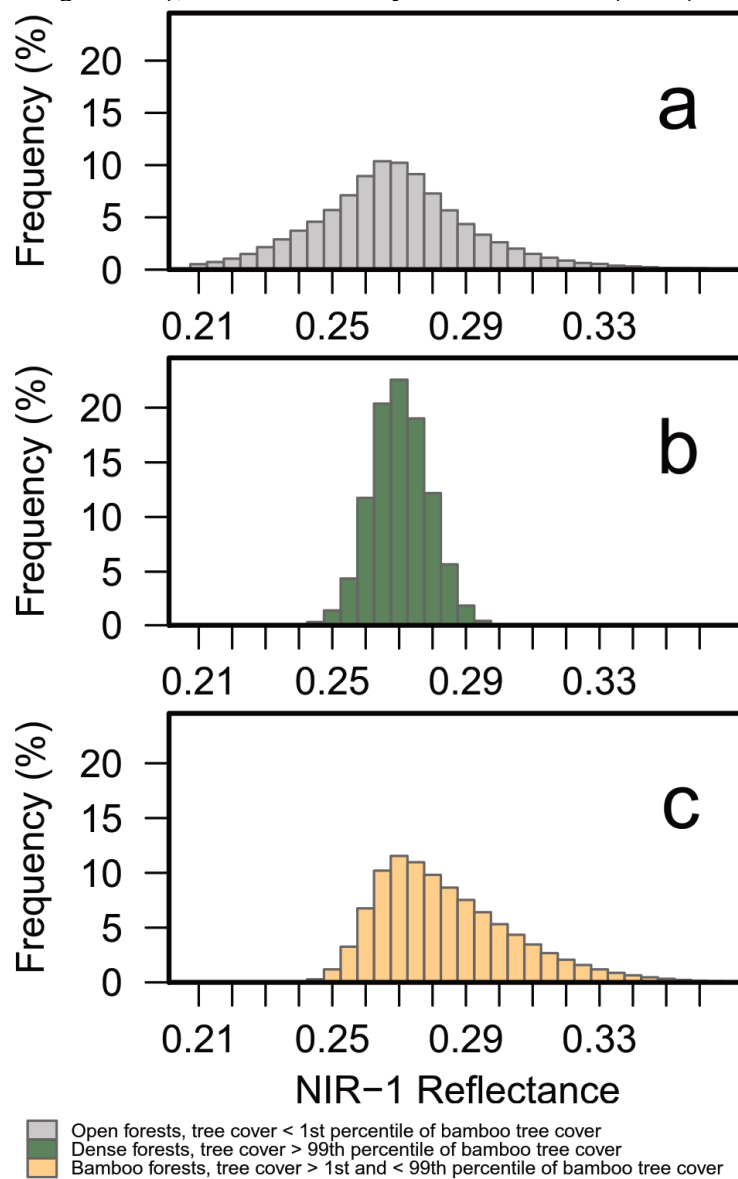 Frequency (%)
20
15
10
5
0
a
0.21 0.25 0.29 0.33
Frequency (%)
20
15
10
5
0
b
0.21 0.25 0.29 0.33
Frequency (%)
20
15
10
5
0
c
0.21 0.25 0.29 0.33
NIR−1 Reflectance
Open forests, tree cover < 1st percentile of bamboo tree cover
Dense forests, tree cover > 99th percentile of bamboo tree cover
Bamboo forests, tree cover > 1st and < 99th percentile of bamboo tree cover